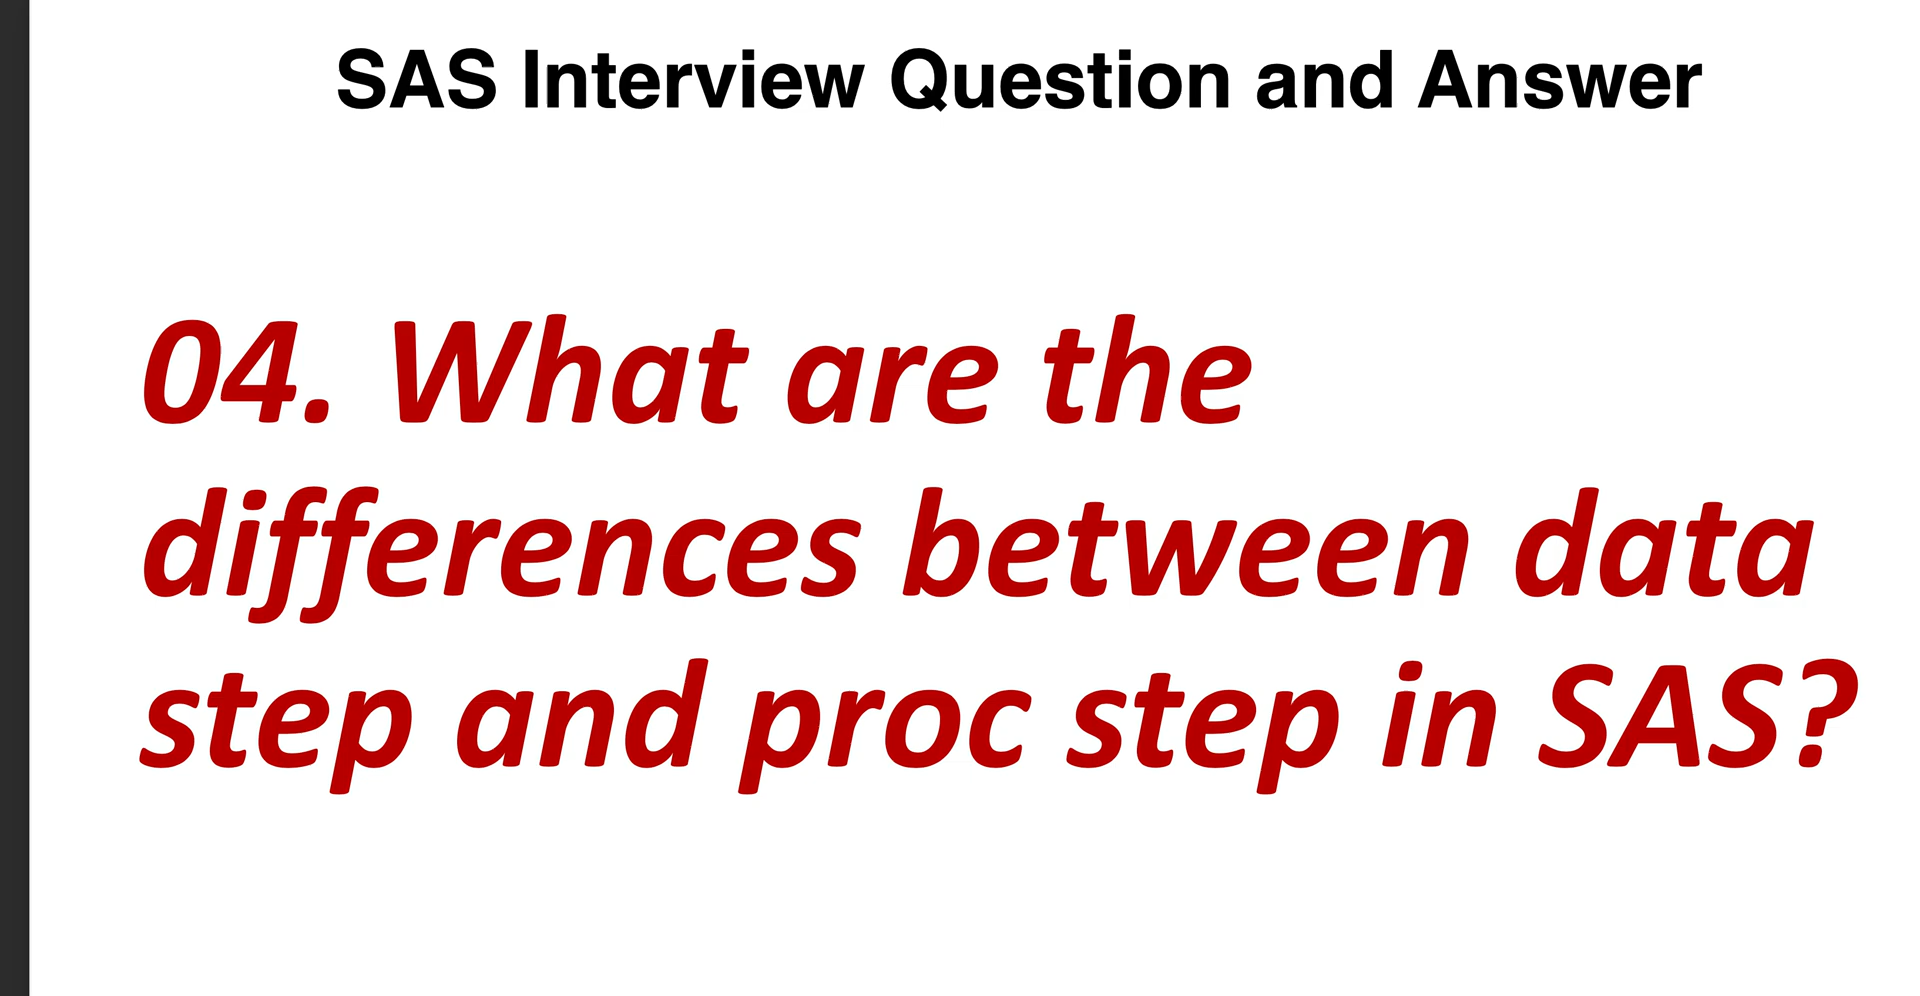 SAS Interview Question and Answer
04. What are the
differences between data
step and proc step in SAS?